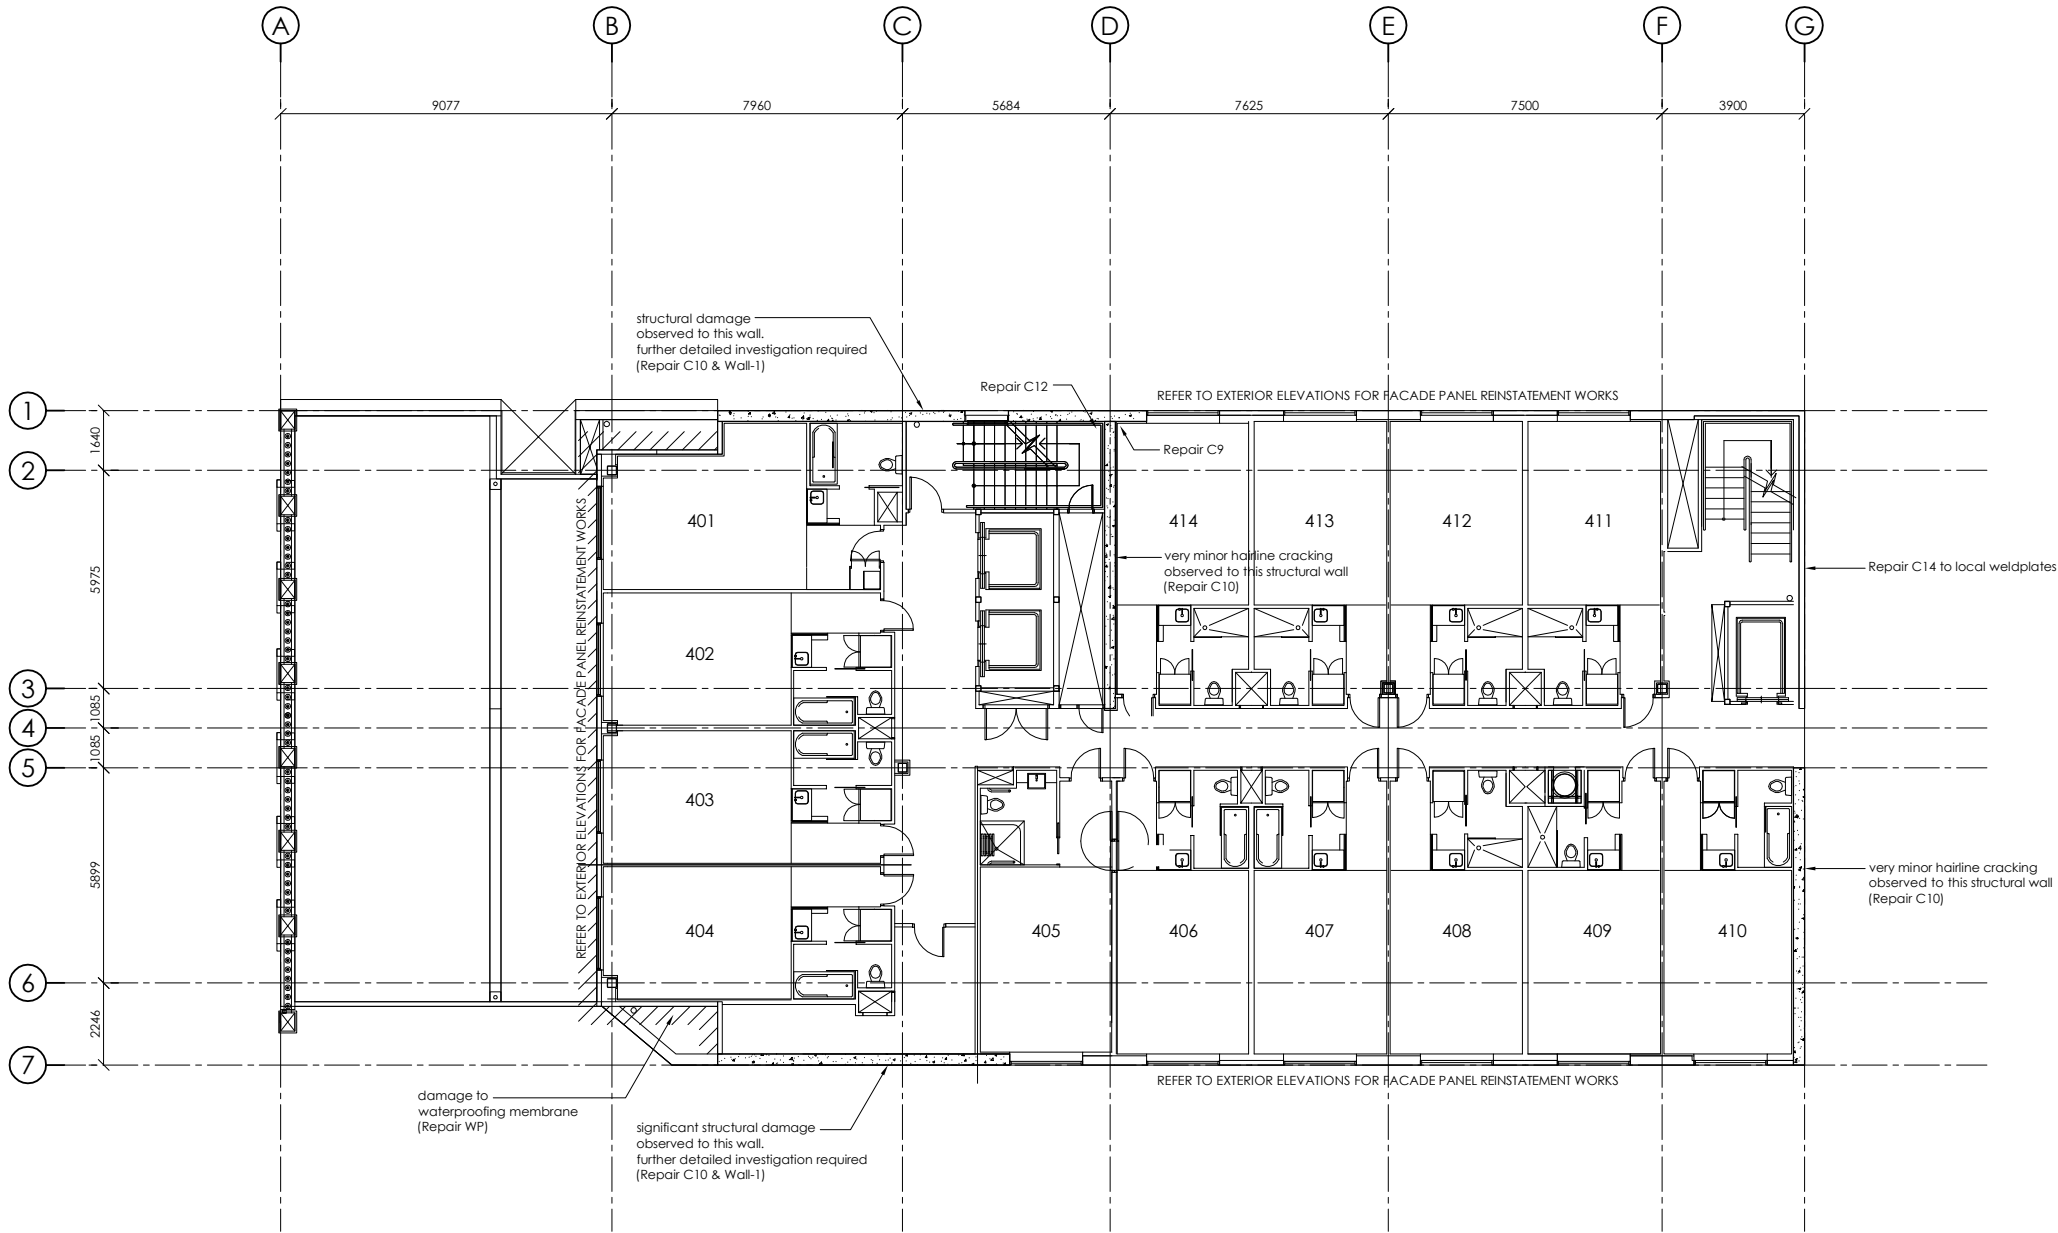 A
B
C
D
E
F
G
9077
7960
5684
7625
7500
3900
structural damage
observed to this wall.
further detailed investigation required
(Repair C10 & Wall-1)
Repair C12
REFER TO EXTERIOR ELEVATIONS FOR FACADE PANEL REINSTATEMENT WORKS
1
1640
Repair C9
2
REFER TO EXTERIOR ELEVATIONS FOR FACADE PANEL REINSTATEMENT WORKS
401
414
413
412
411
very minor hairline cracking
observed to this structural wall
(Repair C10)
5975
Repair C14 to local weldplates
402
3
1085
4
1085
5
403
5899
very minor hairline cracking
observed to this structural wall
(Repair C10)
404
405
406
407
408
409
410
6
2246
7
REFER TO EXTERIOR ELEVATIONS FOR FACADE PANEL REINSTATEMENT WORKS
damage to
waterproofing membrane
(Repair WP)
significant structural damage
observed to this wall.
further detailed investigation required
(Repair C10 & Wall-1)